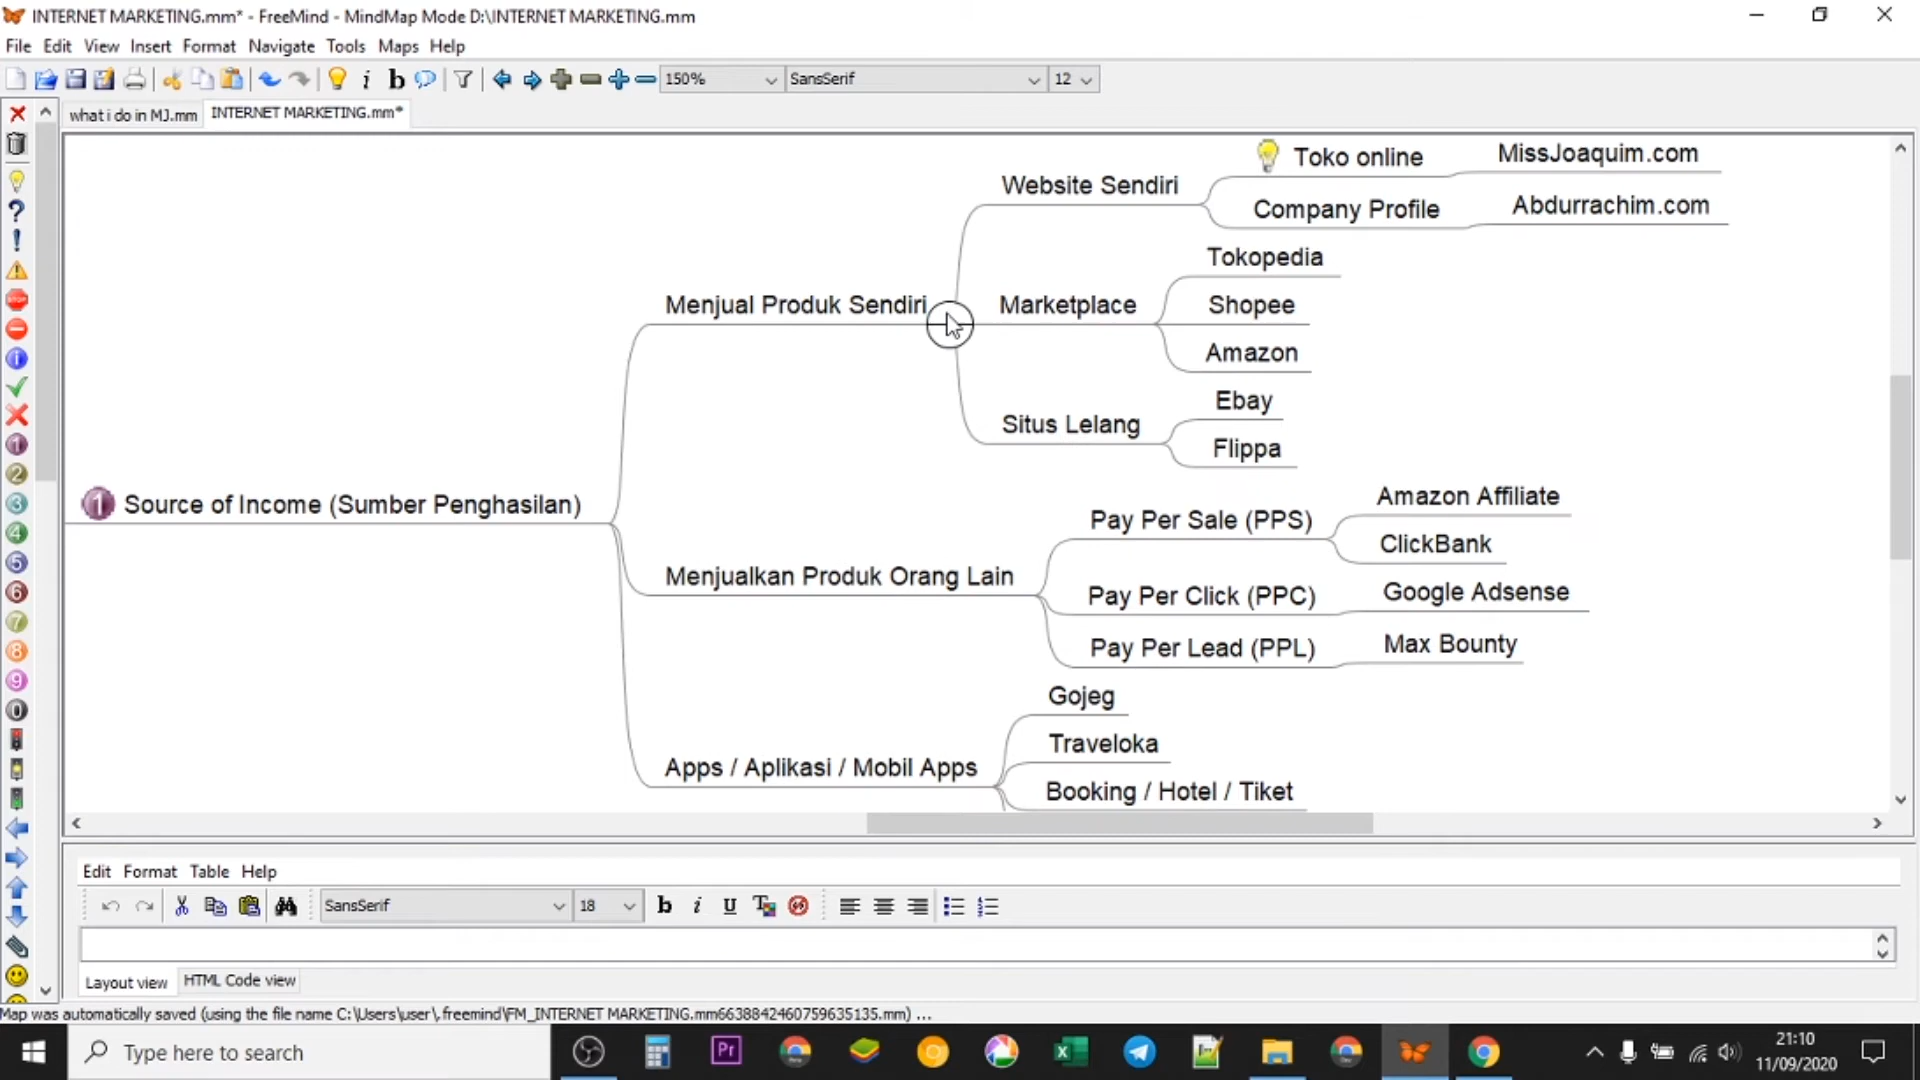 INTERNET MARKETING.mm* - FreeMind - MindMap Mode D:\INTERNET MARKETING.mm
File Edit View Insert Format Navigate Tools Maps Help
150% SansSerif 12
what i do in MJ.mm INTERNET MARKETING.mm*
Toko online MissJoaquim.com
Website Sendiri
Company Profile Abdurrachim.com
Tokopedia
Menjual Produk Sendiri Marketplace Shopee
Amazon
Ebay
Situs Lelang
Flippa
Source of Income (Sumber Penghasilan)
Amazon Affiliate
Pay Per Sale (PPS)
ClickBank
Menjualkan Produk Orang Lain
Pay Per Click (PPC) Google Adsense
Pay Per Lead (PPL) Max Bounty
Gojeg
Traveloka
Apps / Aplikasi / Mobil Apps
Booking / Hotel / Tiket
Edit Format Table Help
SansSerif 18 b i U
Layout view HTML Code view
Map was automatically saved (using the file name C:\Users\user\.freemind\FM_INTERNET MARKETING.mm6638842460759635135.mm) ...
Type here to search
21:10
11/09/2020